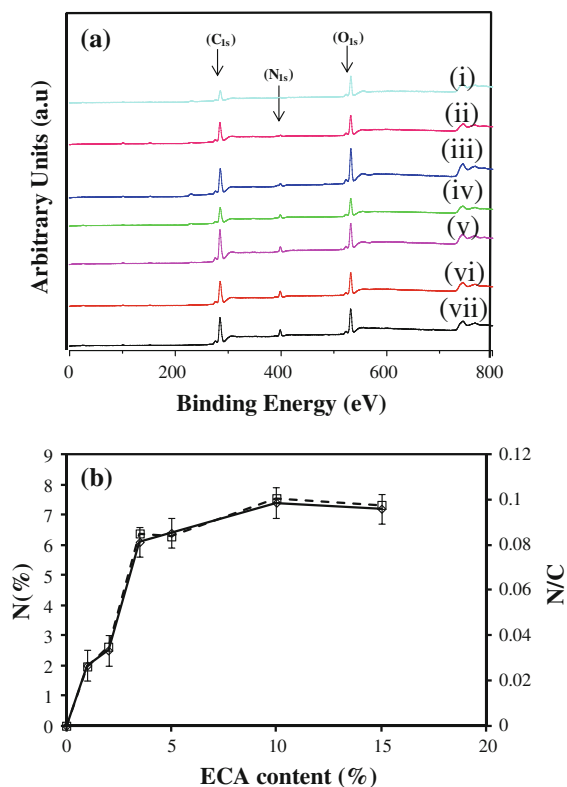 (a)
(C1s)
(N1s)
(O1s)
(i)
(ii)
(iii)
(iv)
(v)
(vi)
(vii)
Arbitrary Units (a.u)
0 200 400 600 800
Binding Energy (eV)
(b)
9 0.12
8
7 0.1
6 0.08
5
4 0.06
3 0.04
2
1 0.02
0 0
N(%)
N/C
0 5 10 15 20
ECA content (%)